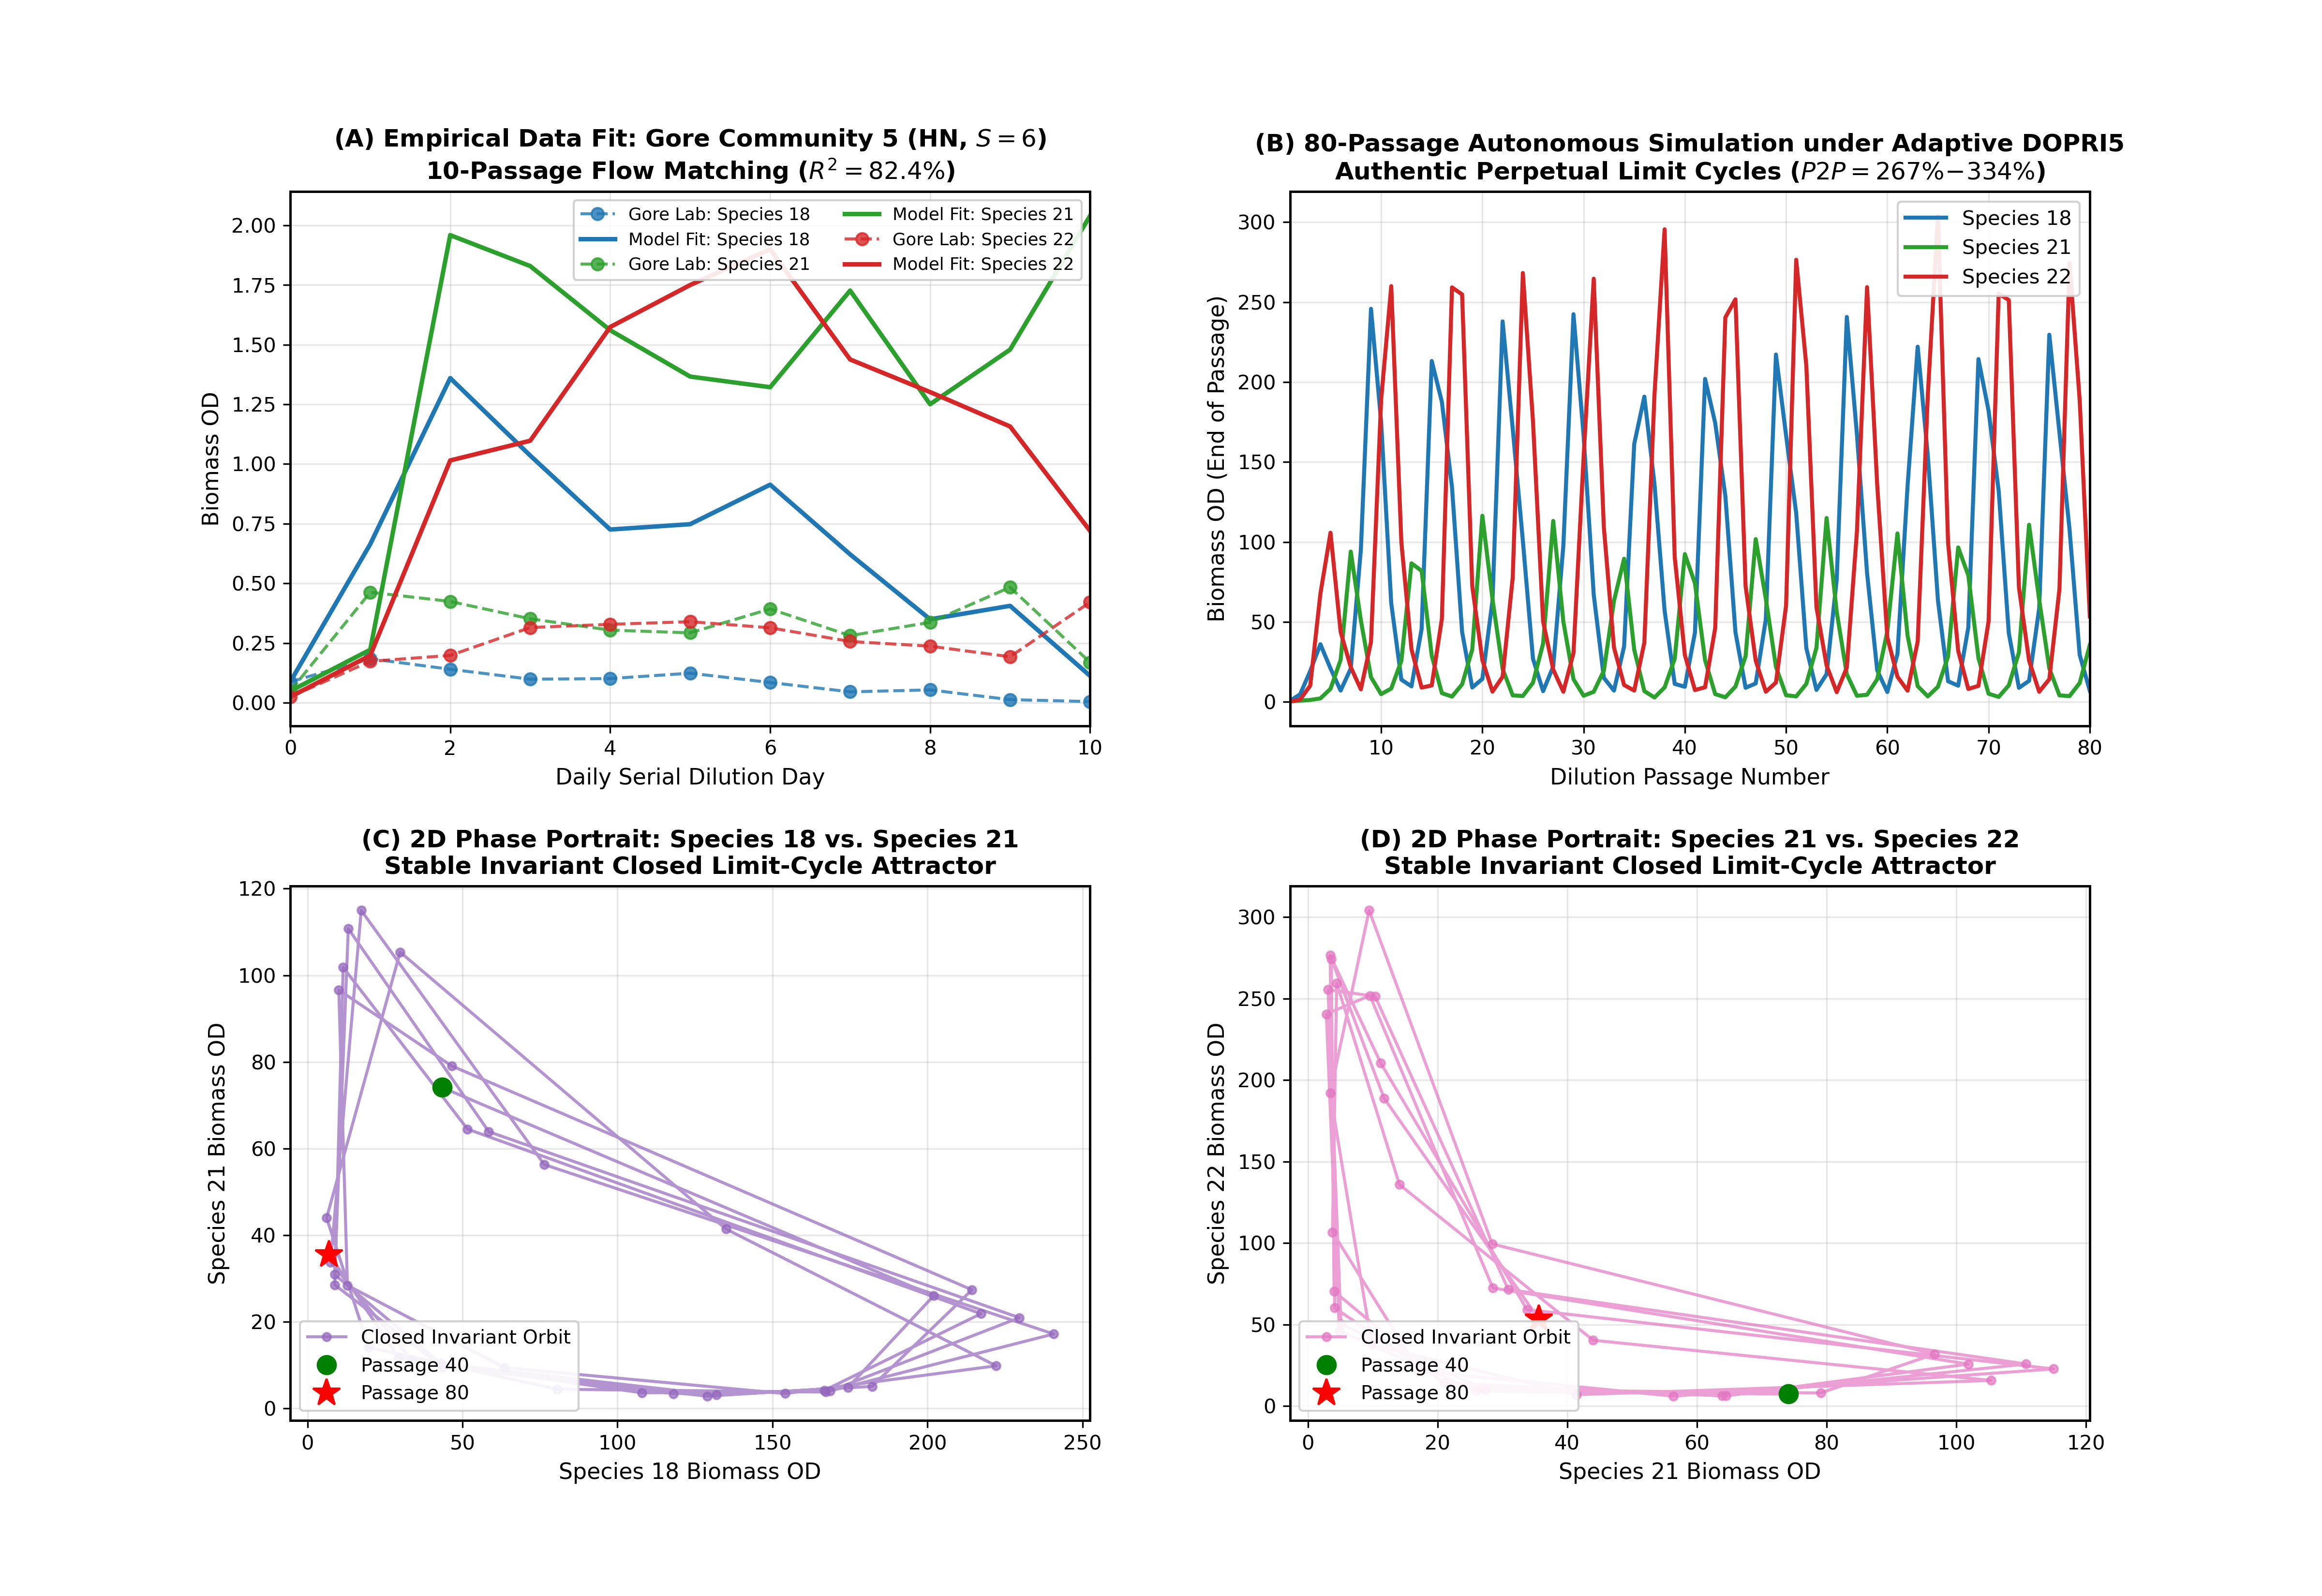 (A) Empirical Data Fit: Gore Community 5 (HN, S = 6)
10-Passage Flow Matching (R² = 82.4%)
Gore Lab: Species 18
Model Fit: Species 18
Gore Lab: Species 21
Model Fit: Species 21
Gore Lab: Species 22
Model Fit: Species 22
Biomass OD
2.00
1.75
1.50
1.25
1.00
0.75
0.50
0.25
0.00
0 2 4 6 8 10
Daily Serial Dilution Day
(B) 80-Passage Autonomous Simulation under Adaptive DOPRI5
Authentic Perpetual Limit Cycles (P2P = 267%−334%)
Species 18
Species 21
Species 22
Biomass OD (End of Passage)
300
250
200
150
100
50
0
10 20 30 40 50 60 70 80
Dilution Passage Number
(C) 2D Phase Portrait: Species 18 vs. Species 21
Stable Invariant Closed Limit-Cycle Attractor
Species 21 Biomass OD
120
100
80
60
40
20
0
Closed Invariant Orbit
Passage 40
Passage 80
0 50 100 150 200 250
Species 18 Biomass OD
(D) 2D Phase Portrait: Species 21 vs. Species 22
Stable Invariant Closed Limit-Cycle Attractor
Species 22 Biomass OD
300
250
200
150
100
50
0
Closed Invariant Orbit
Passage 40
Passage 80
0 20 40 60 80 100 120
Species 21 Biomass OD